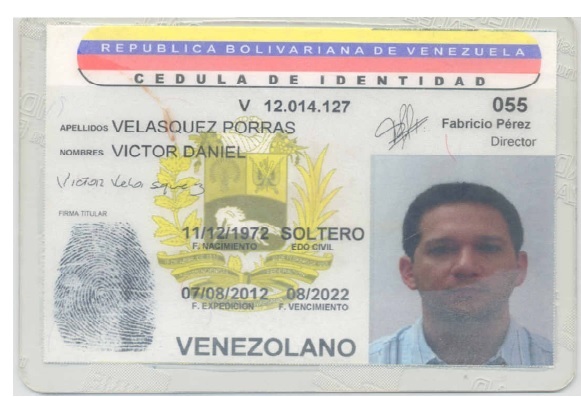 REPUBLICA BOLIVARIANA DE VENEZUELA
CEDULA DE IDENTIDAD
V 12.014.127
055
APELLIDOS VELASQUEZ PORRAS
Fabricio Pérez
Director
NOMBRES VICTOR DANIEL
Victor Velasquez
FIRMA TITULAR
11/12/1972 SOLTERO
F. NACIMIENTO EDO CIVIL
07/08/2012 08/2022
F. EXPEDICION F. VENCIMIENTO
VENEZOLANO